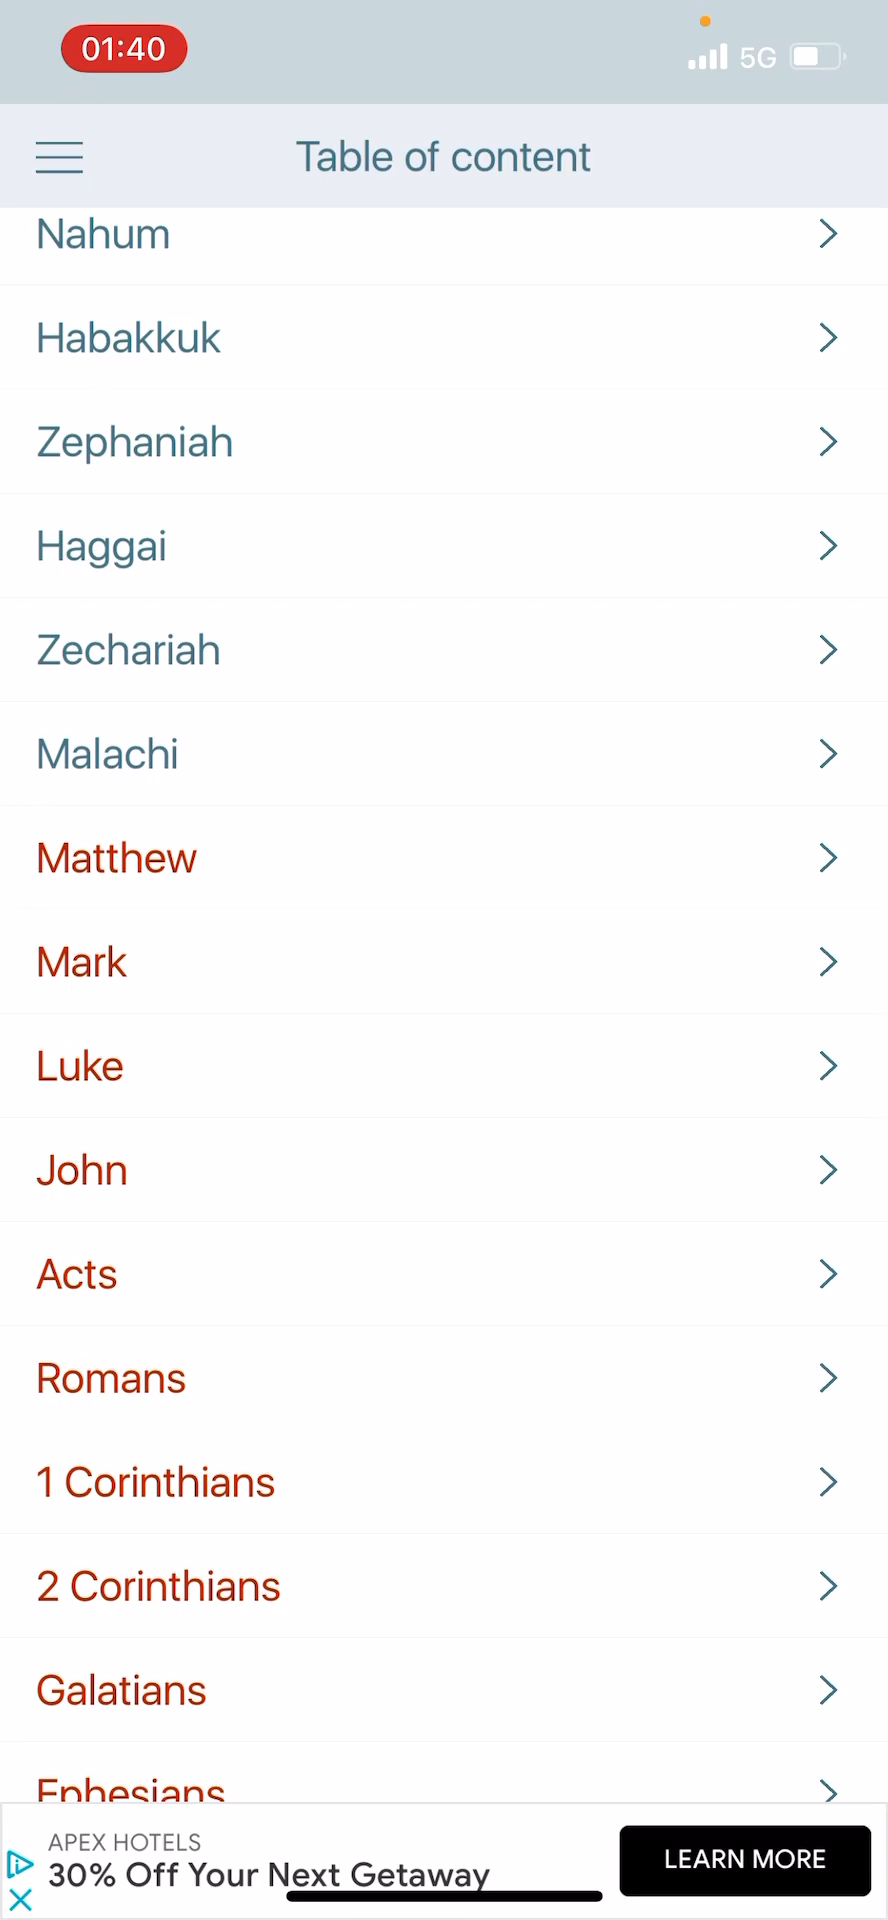 01:40
5G
Table of content
Nahum
Habakkuk
Zephaniah
Haggai
Zechariah
Malachi
Matthew
Mark
Luke
John
Acts
Romans
1 Corinthians
2 Corinthians
Galatians
Ephesians
APEX HOTELS
30% Off Your Next Getaway
LEARN MORE